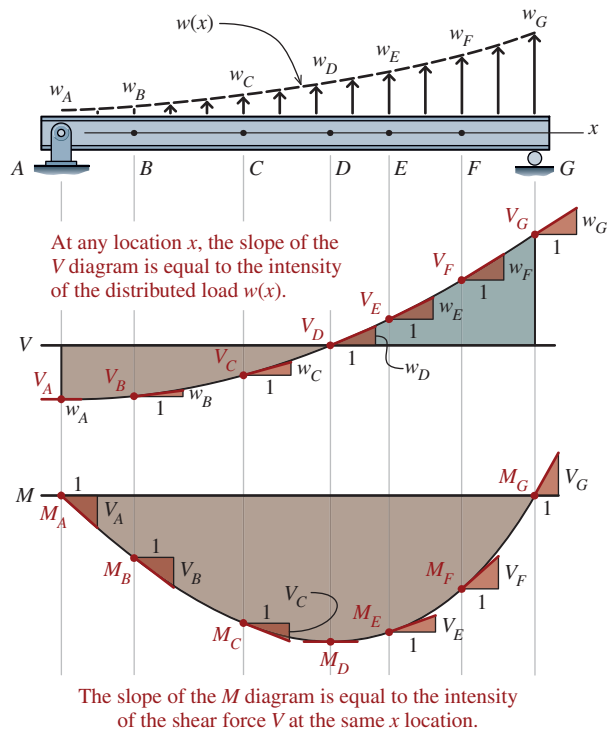 w(x)
w_G
w_F
w_E
w_D
w_C
w_B
w_A
x
A B C D E F G
At any location x, the slope of the
V diagram is equal to the intensity
of the distributed load w(x).
V_G
w_G
1
V_F
w_F
1
V_E
w_E
1
V_D
w_D
1
V
V_C
w_C
1
V_B
w_B
1
V_A
w_A
M
1
M_A
V_A
1
M_B
V_B
1
M_C
V_C
M_D
M_E
V_E
1
M_F
V_F
1
M_G
V_G
1
The slope of the M diagram is equal to the intensity
of the shear force V at the same x location.